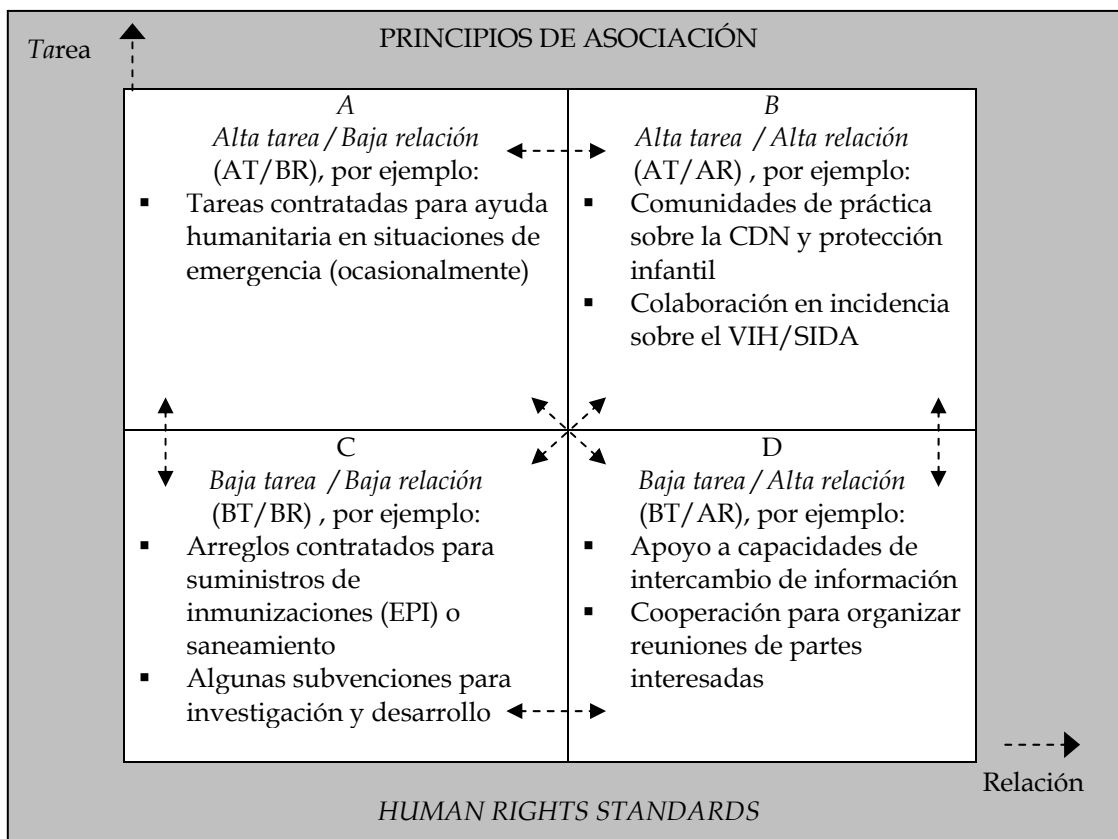 PRINCIPIOS DE ASOCIACIÓN
Tarea
A
Alta tarea / Baja relación
(AT/BR), por ejemplo:
▪ Tareas contratadas para ayuda
humanitaria en situaciones de
emergencia (ocasionalmente)
B
Alta tarea / Alta relación
(AT/AR) , por ejemplo:
▪ Comunidades de práctica
sobre la CDN y protección
infantil
▪ Colaboración en incidencia
sobre el VIH/SIDA
C
Baja tarea / Baja relación
(BT/BR) , por ejemplo:
▪ Arreglos contratados para
suministros de
inmunizaciones (EPI) o
saneamiento
▪ Algunas subvenciones para
investigación y desarrollo
D
Baja tarea / Alta relación
(BT/AR), por ejemplo:
▪ Apoyo a capacidades de
intercambio de información
▪ Cooperación para organizar
reuniones de partes
interesadas
Relación
HUMAN RIGHTS STANDARDS